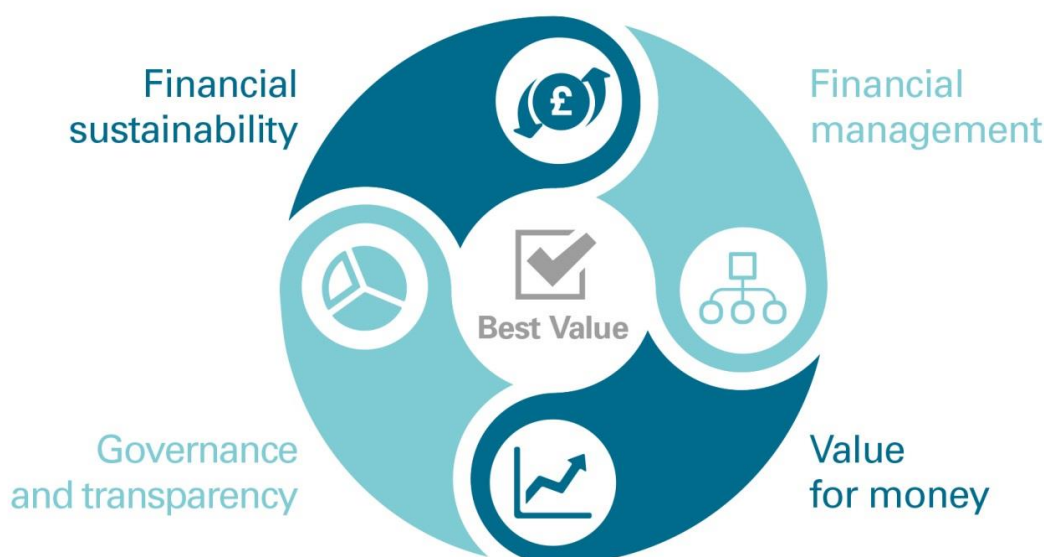 Financial
sustainability
Financial
management
£
Best Value
Governance
and transparency
Value
for money